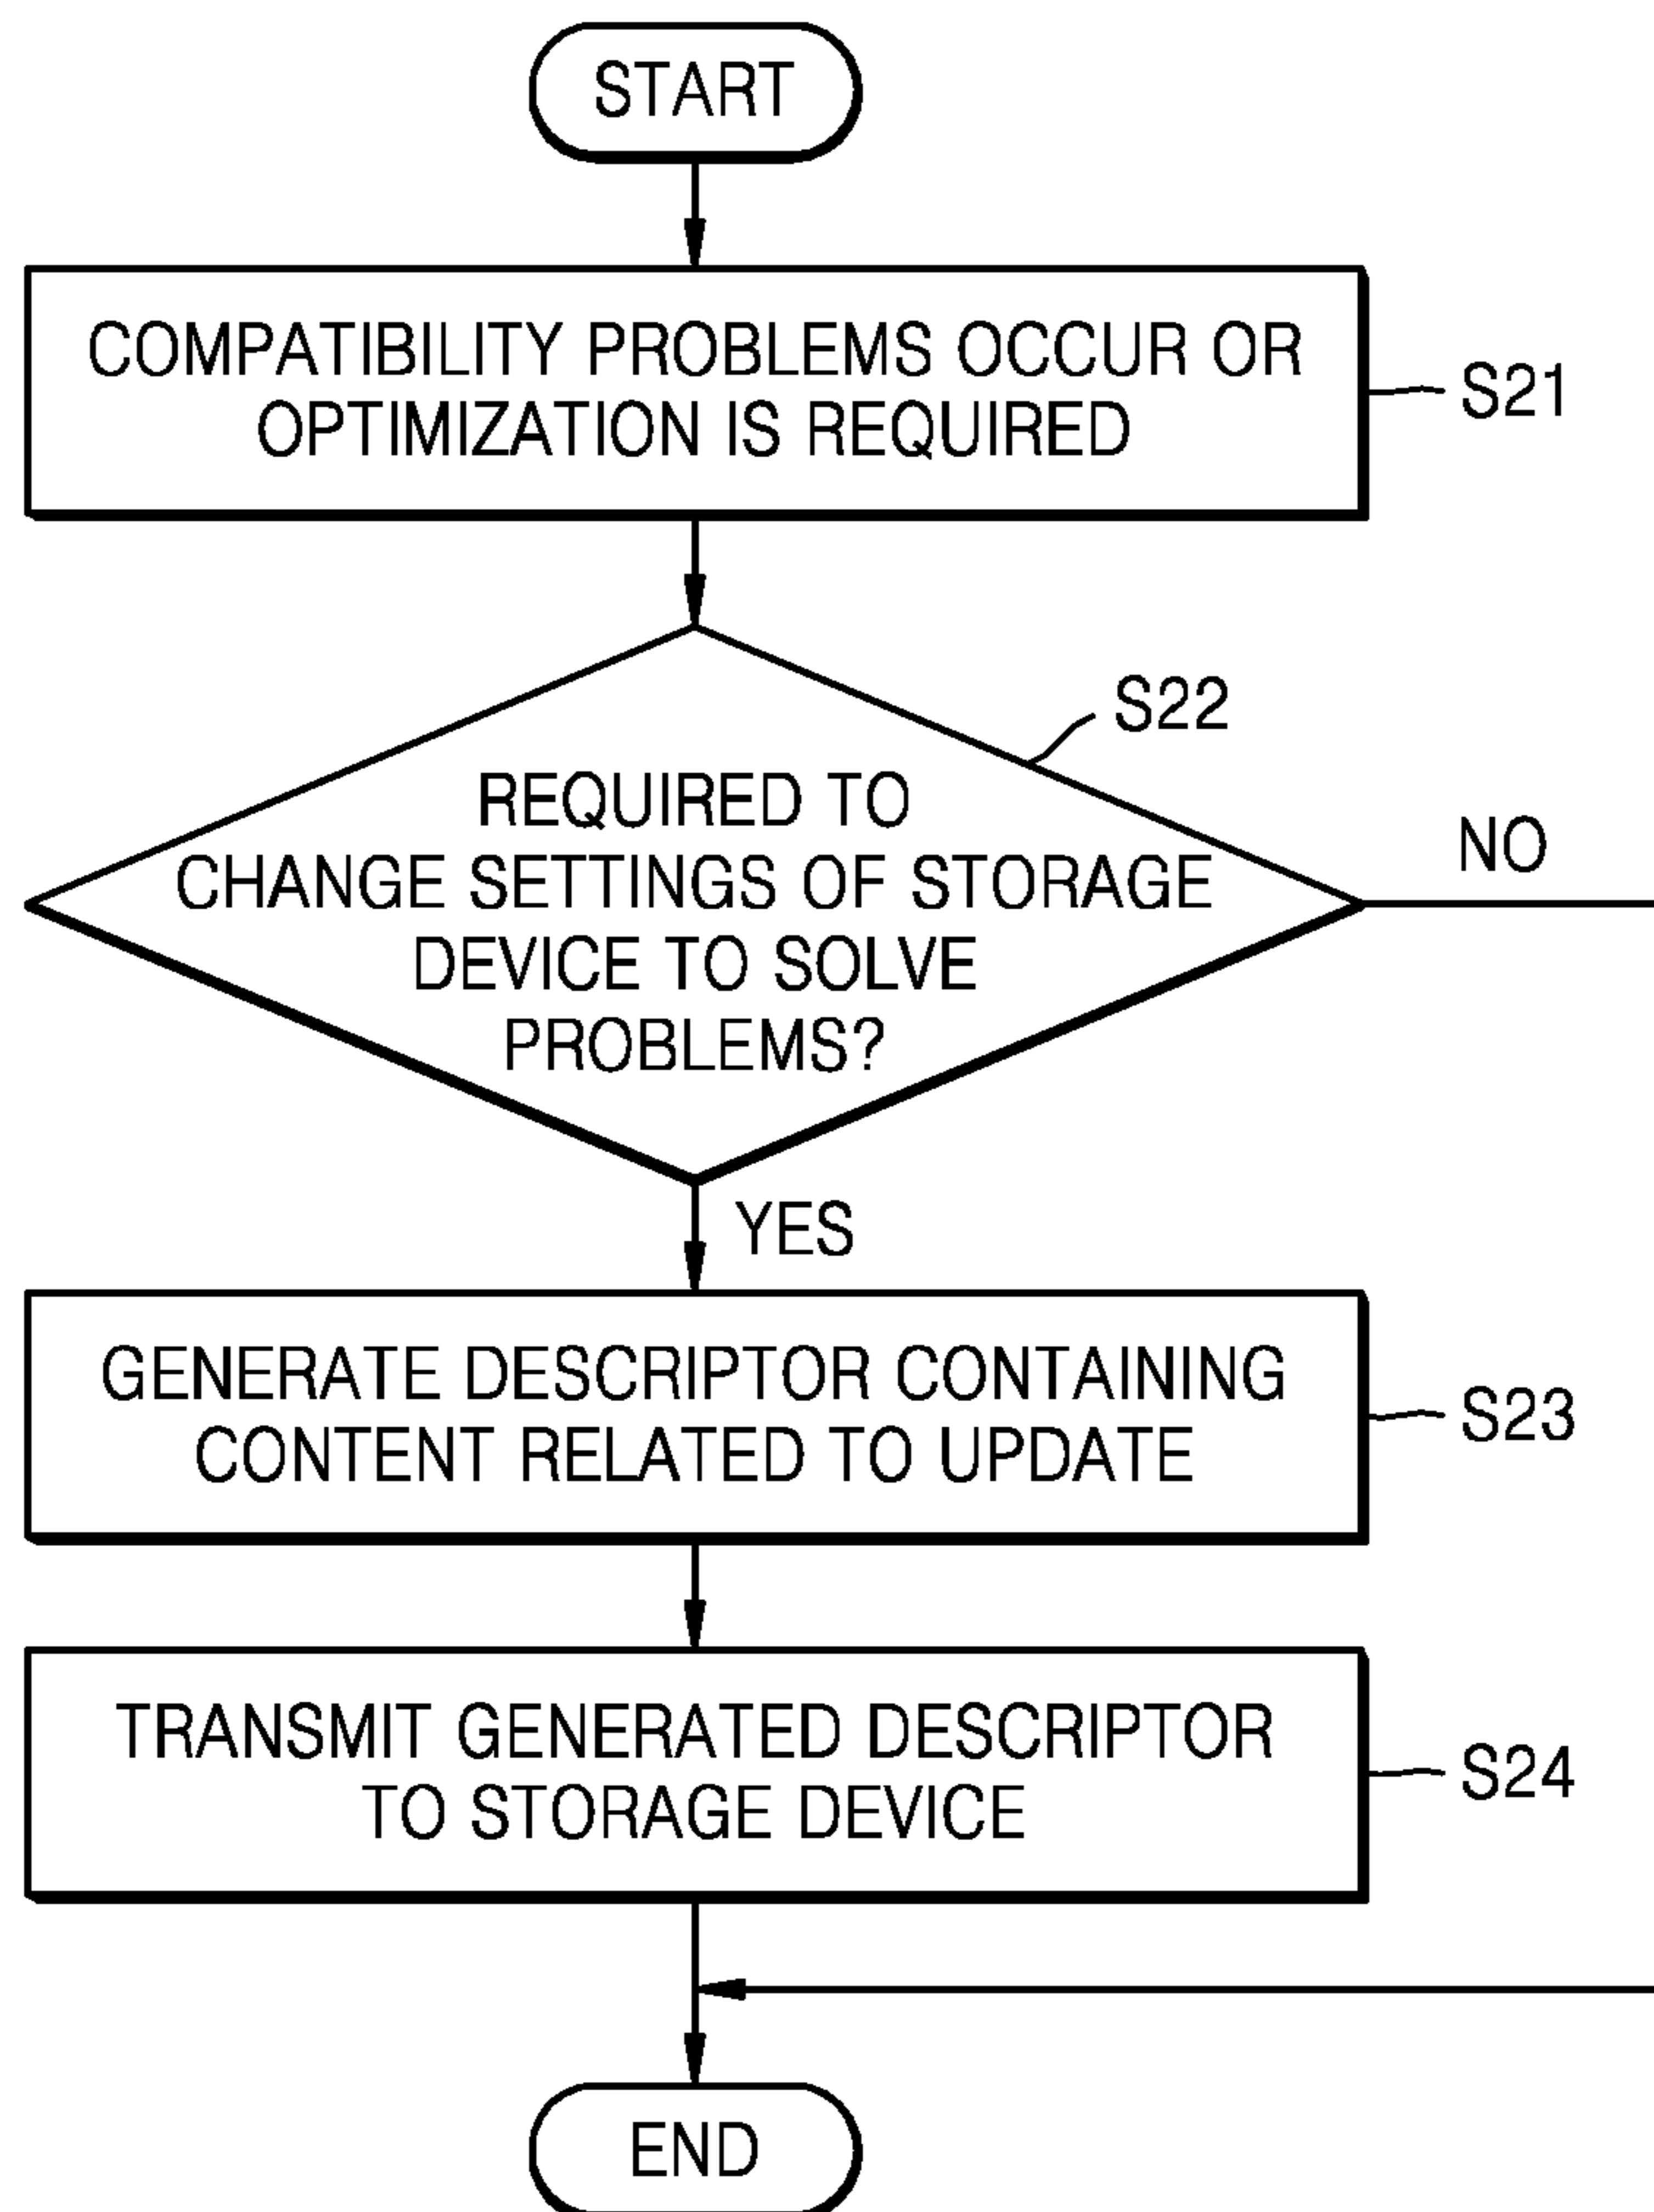 START
COMPATIBILITY PROBLEMS OCCUR OR
OPTIMIZATION IS REQUIRED
S21
S22
REQUIRED TO
CHANGE SETTINGS OF STORAGE
DEVICE TO SOLVE
PROBLEMS?
NO
YES
GENERATE DESCRIPTOR CONTAINING
CONTENT RELATED TO UPDATE
S23
TRANSMIT GENERATED DESCRIPTOR
TO STORAGE DEVICE
S24
END